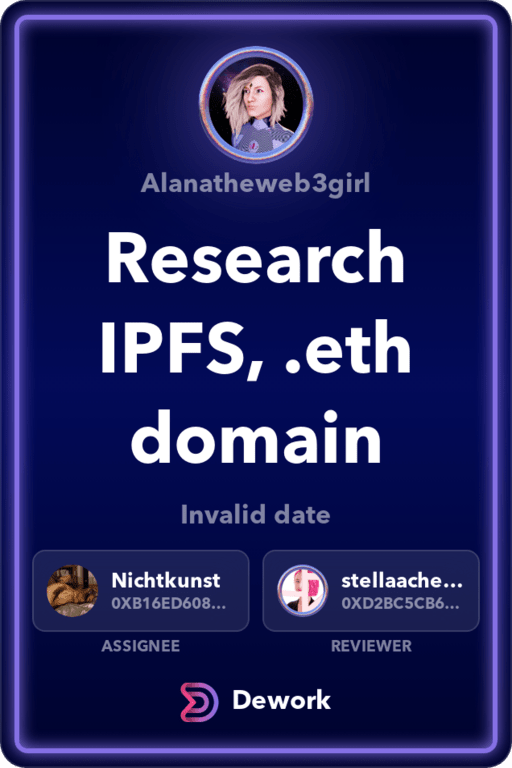 Alanatheweb3girl
Research
IPFS, .eth
domain
Invalid date
Nichtkunst
0XB16ED608...
ASSIGNEE
stellaache...
0XD2BC5CB6...
REVIEWER
Dework